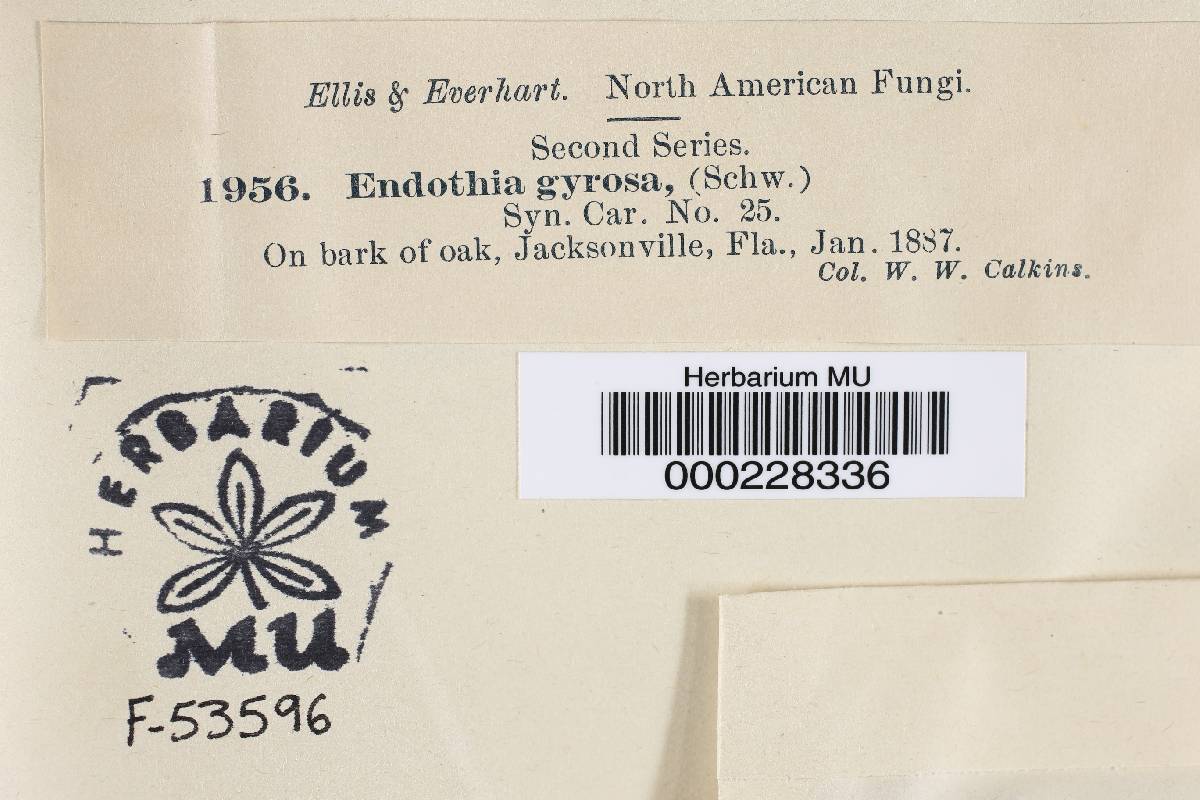 Ellis & Everhart. North American Fungi.
Second Series.
1956. Endothia gyrosa, (Schw.)
Syn. Car. No. 25.
On bark of oak, Jacksonville, Fla., Jan. 1887.
Col. W. W. Calkins.
Herbarium MU
000228336
HERBARIUM
MU
F-53596